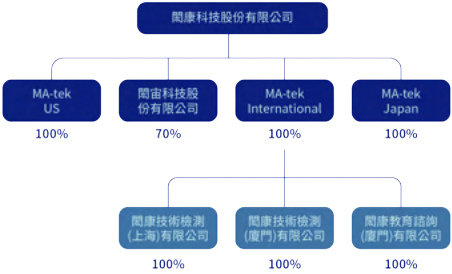 閎康科技股份有限公司
MA-tek
US
閎宙科技股
份有限公司
MA-tek
International
MA-tek
Japan
100%
70%
100%
100%
閎康技術檢測
(上海)有限公司
閎康技術檢測
(廈門)有限公司
閎康教育諮詢
(廈門)有限公司
100%
100%
100%